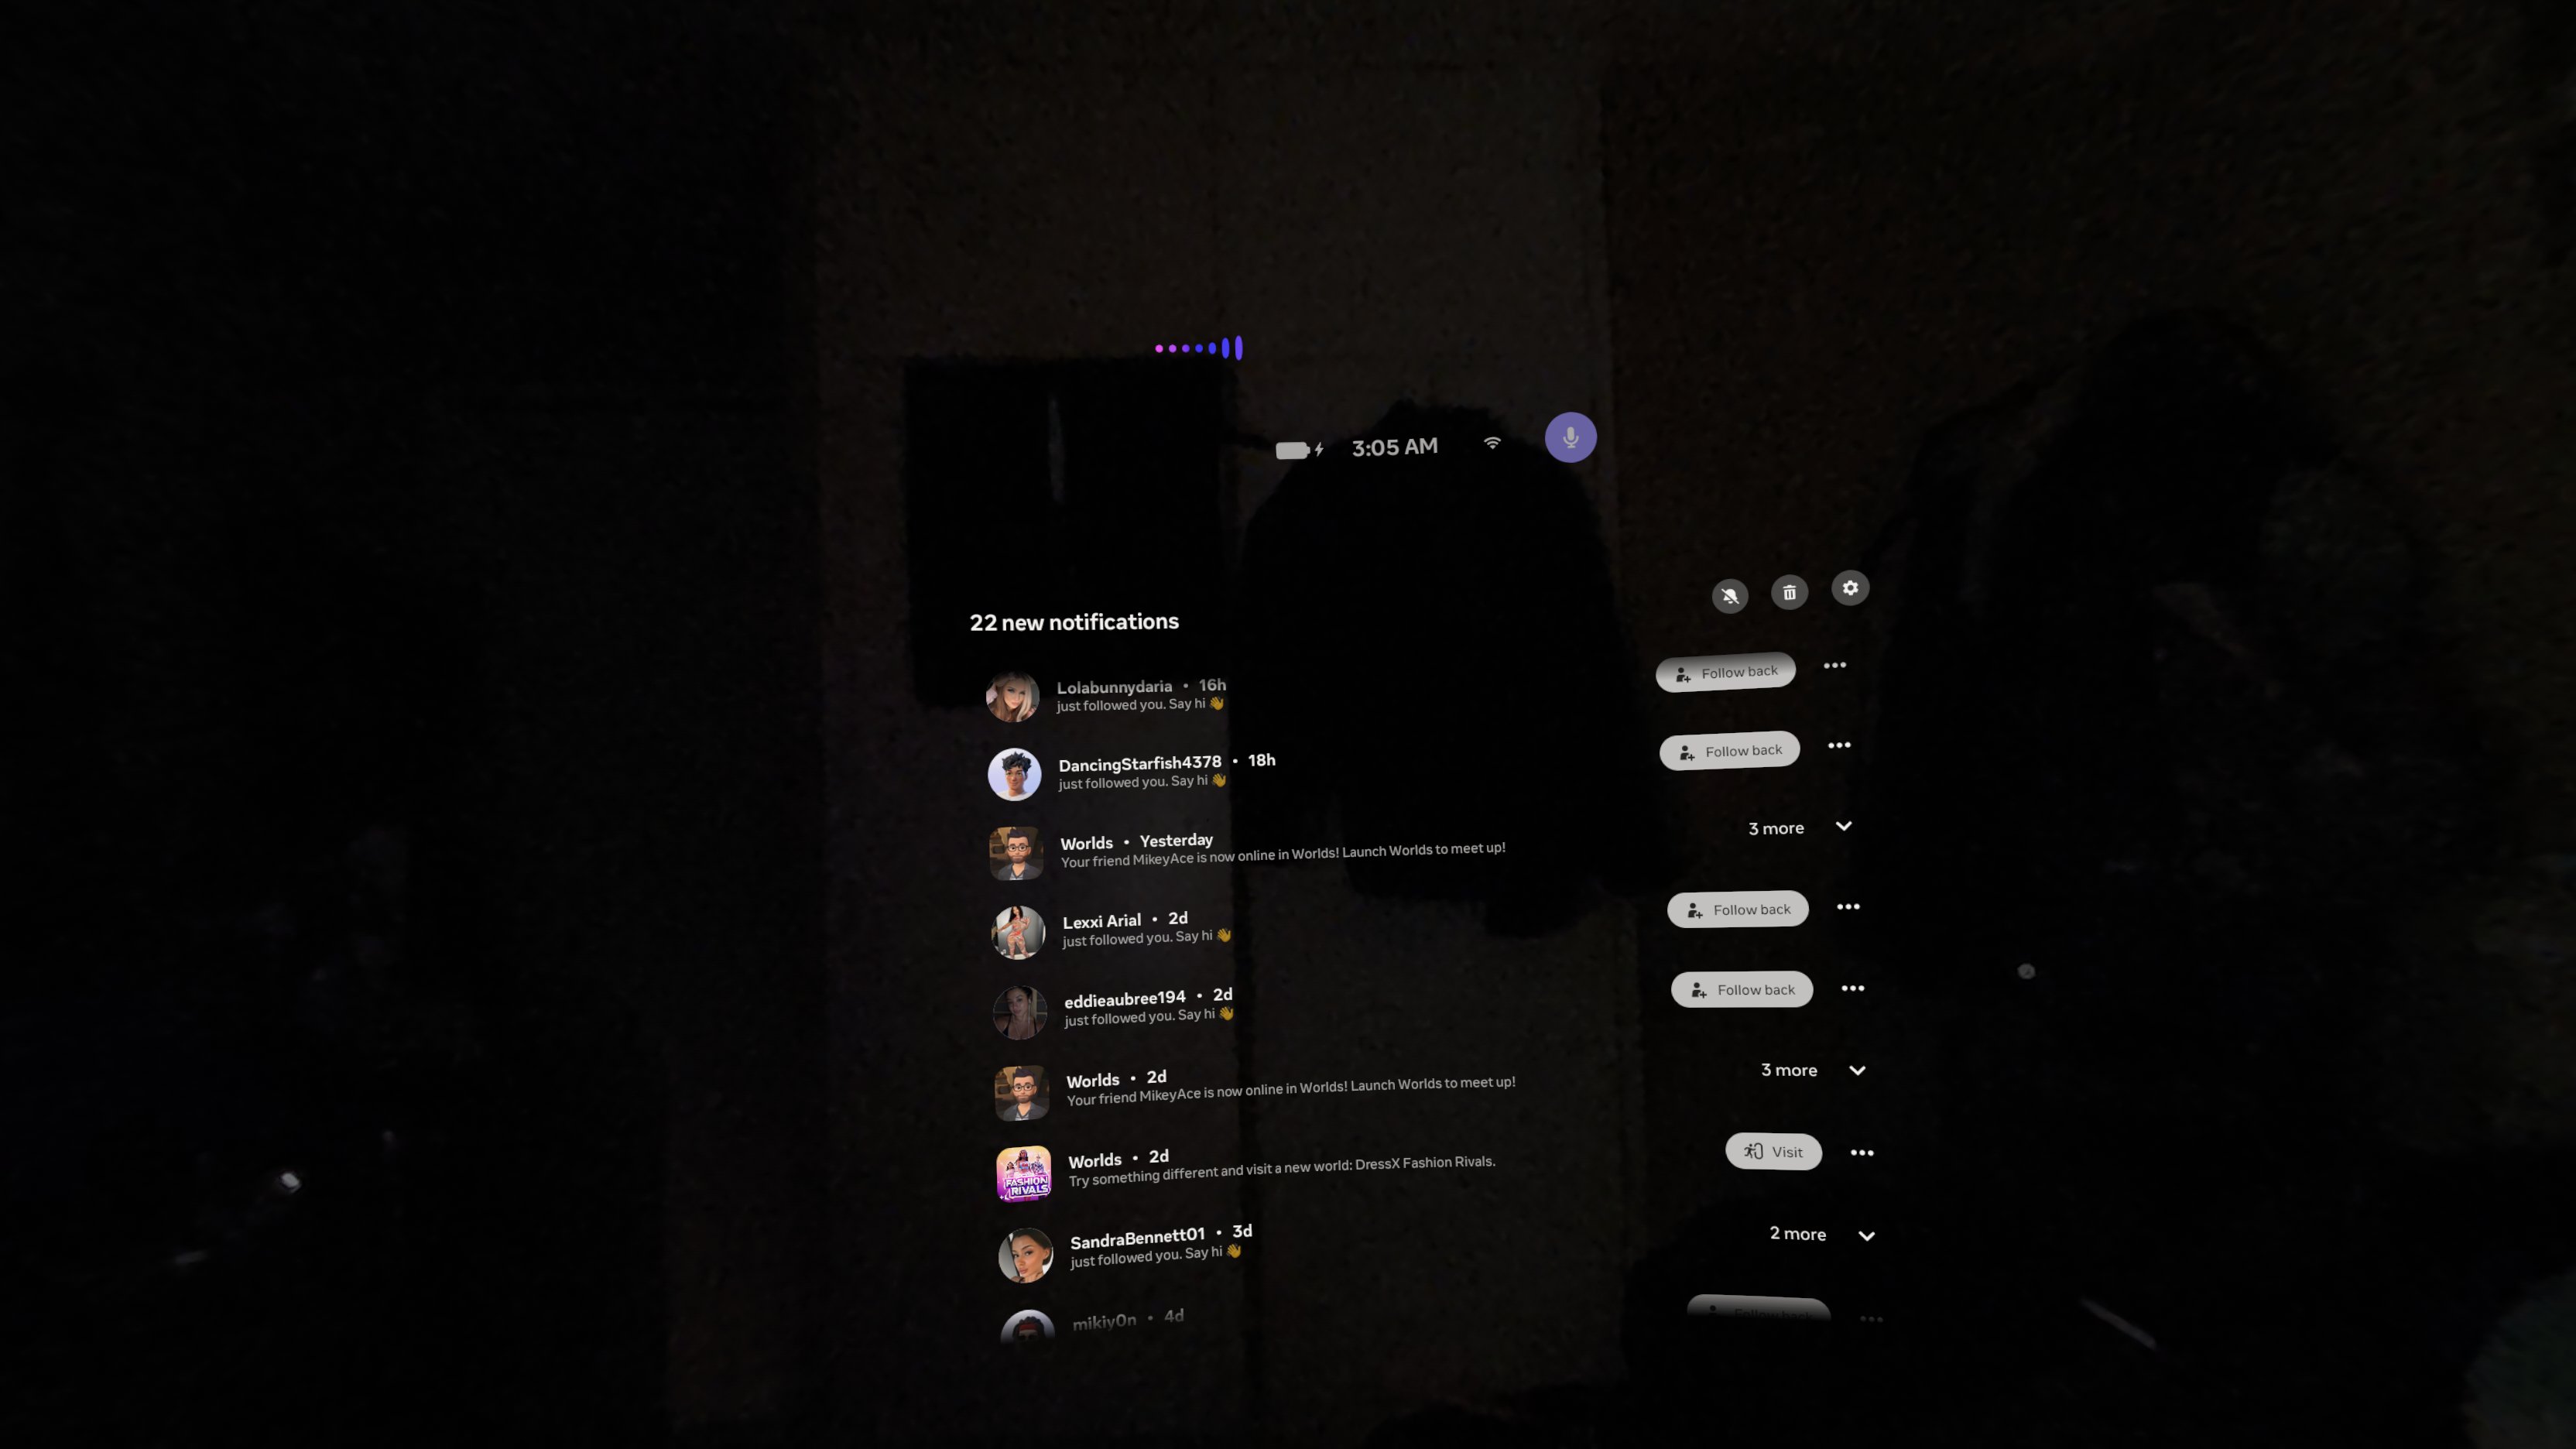 3:05 AM
22 new notifications
Lolabunnydaria • 16h
just followed you. Say hi 👋
Follow back
DancingStarfish4378 • 18h
just followed you. Say hi 👋
Follow back
Worlds • Yesterday
Your friend MikeyAce is now online in Worlds! Launch Worlds to meet up!
3 more
Lexxi Arial • 2d
just followed you. Say hi 👋
Follow back
eddieaubree194 • 2d
just followed you. Say hi 👋
Follow back
Worlds • 2d
Your friend MikeyAce is now online in Worlds! Launch Worlds to meet up!
3 more
FASHION
RIVALS
Worlds • 2d
Try something different and visit a new world: DressX Fashion Rivals.
Visit
SandraBennett01 • 3d
just followed you. Say hi 👋
2 more
mikiy0n • 4d
Follow back